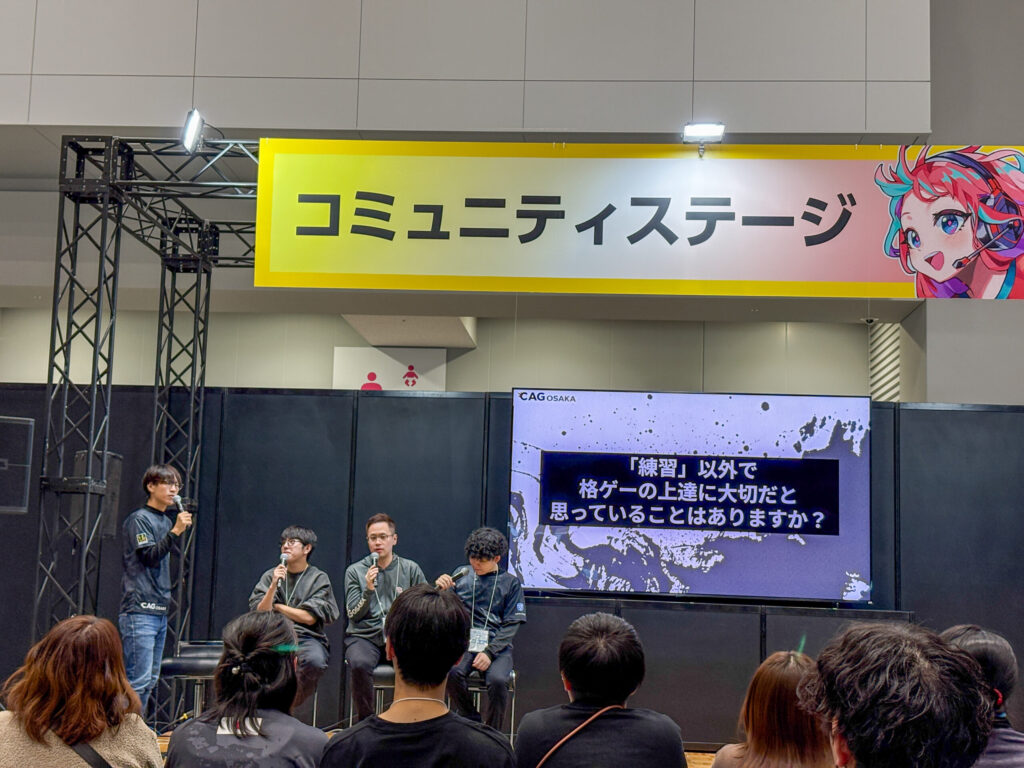 コミュニティステージ
CAG OSAKA
「練習」以外で
格ゲーの上達に大切だと
思っていることはありますか？
CAG